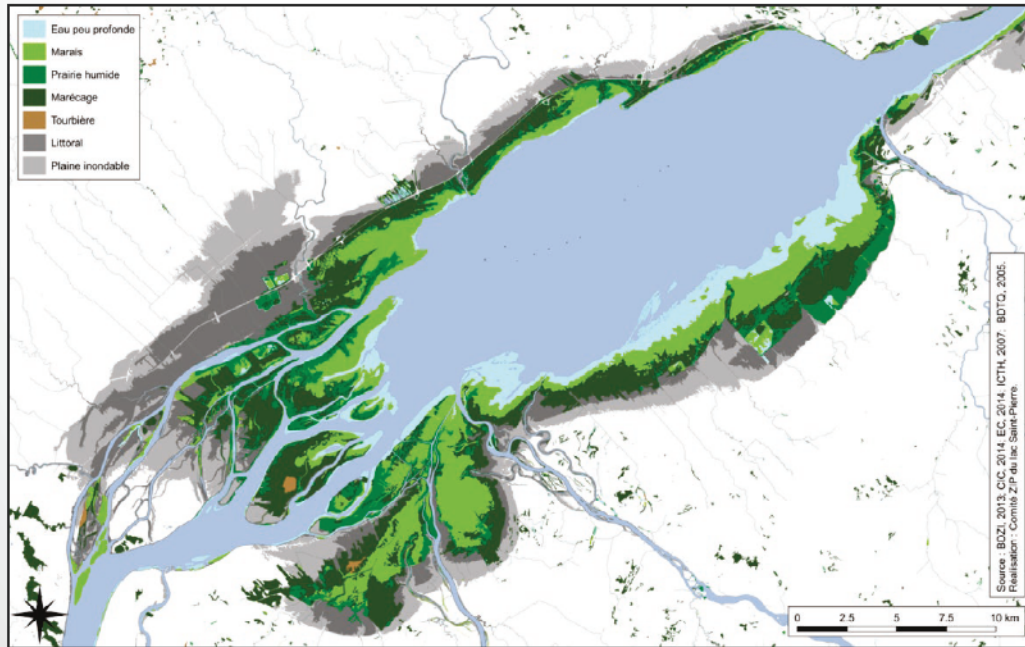 Eau peu profonde
Marais
Prairie humide
Marécage
Tourbière
Littoral
Plaine inondable
Source : BDZI, 2013; CIC, 2014; EC, 2014; ICTH, 2007. BDTQ, 2005.
Réalisation : Comité ZIP du lac Saint-Pierre.
0 2.5 5 7.5 10 km